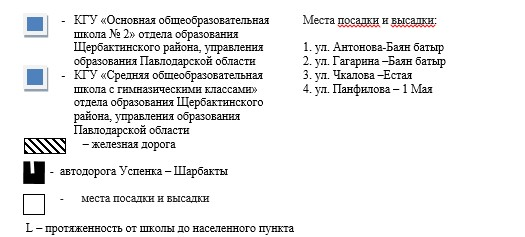 - КГУ «Основная общеобразовательная
школа № 2» отдела образования
Щербактинского района, управления
образования Павлодарской области
- КГУ «Средняя общеобразовательная
школа с гимназическими классами»
отдела образования Щербактинского
района, управления образования
Павлодарской области
– железная дорога
- автодорога Успенка – Шарбакты
- места посадки и высадки
L – протяженность от школы до населенного пункта
Места посадки и высадки:
1. ул. Антонова-Баян батыр
2. ул. Гагарина –Баян батыр
3. ул. Чкалова –Естая
4. ул. Панфилова – 1 Мая